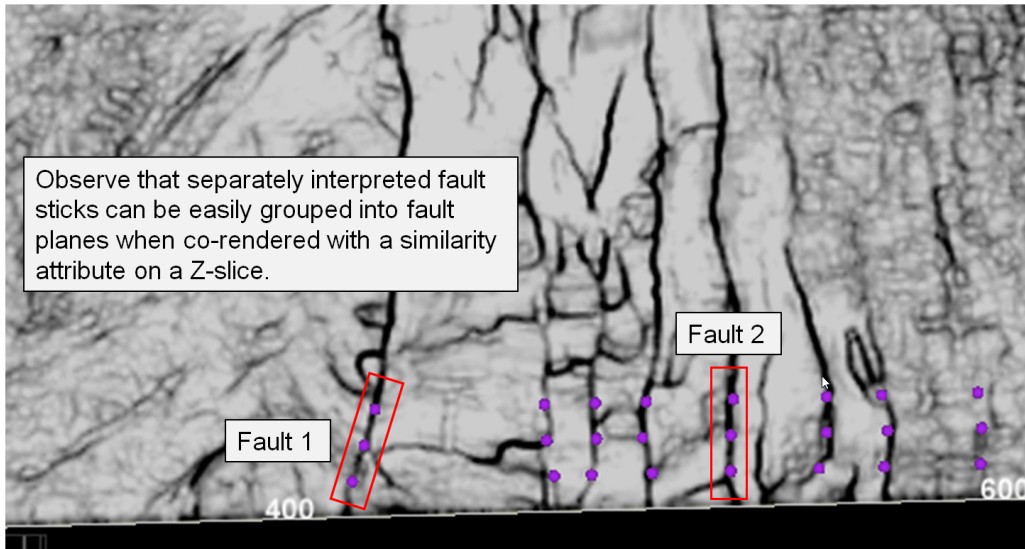 Observe that separately interpreted fault
sticks can be easily grouped into fault
planes when co-rendered with a similarity
attribute on a Z-slice.
Fault 2
Fault 1
400
600